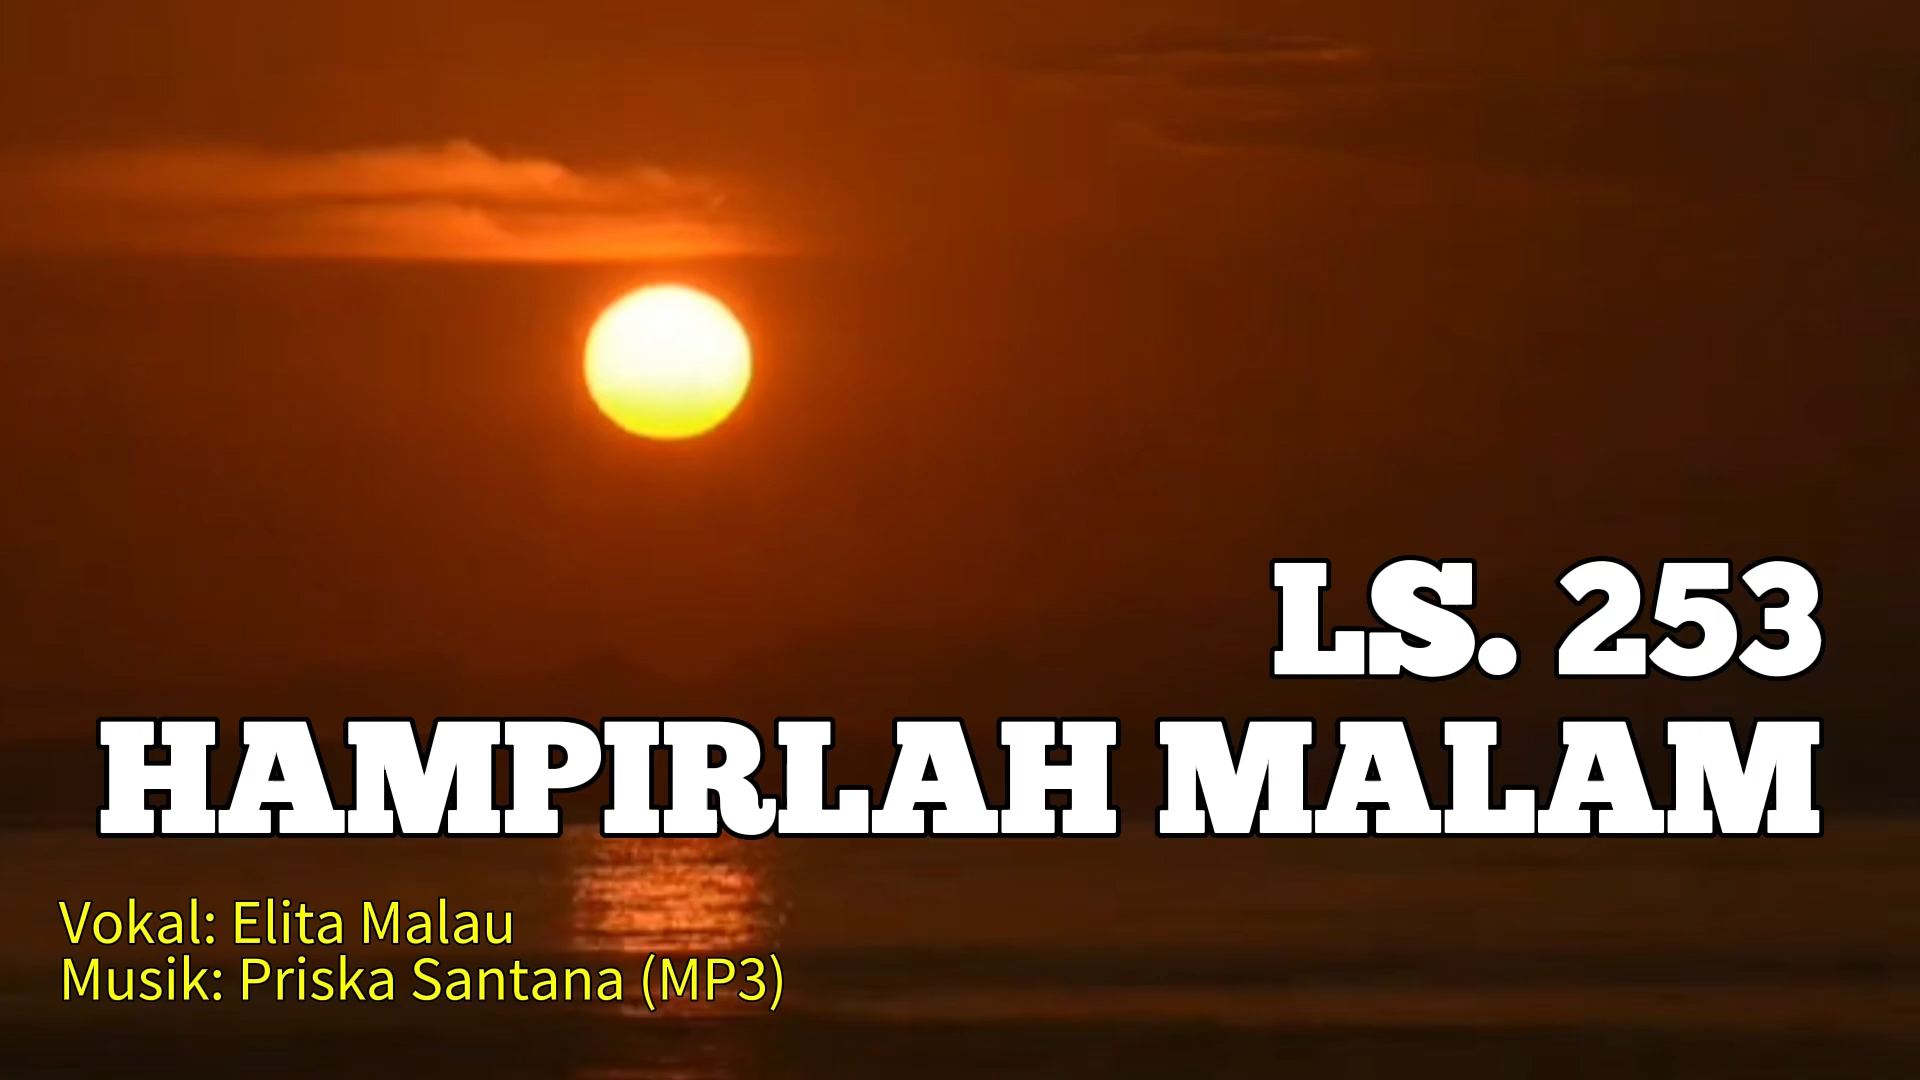 LS. 253
HAMPIRLAH MALAM
Vokal: Elita Malau
Musik: Priska Santana (MP3)